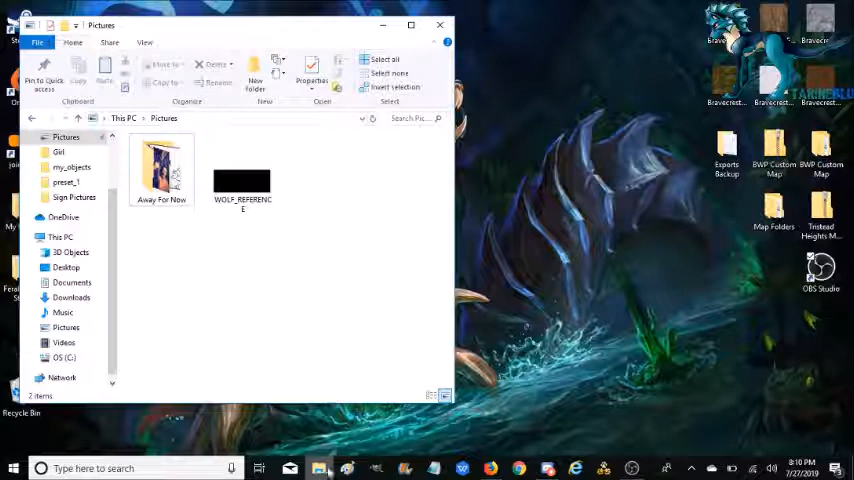 Pictures
File
Home
Share
View
Pin to Quick access
Copy
Paste
Move to
Copy to
Delete
Rename
New Folder
Properties
Select all
Select none
Invert selection
Clipboard
Organize
New
Open
Select
This PC
Pictures
Search Pic...
Pictures
Girl
my_objects
preset_1
Sign Pictures
OneDrive
This PC
3D Objects
Desktop
Documents
Downloads
Music
Pictures
Videos
OS (C:)
Network
Away For Now
WOLF_REFERENC
E
2 items
Recycle Bin
Bravecrest...
Bravecrest...
Bravecrest...
Exports Backup
BWP Custom Map
BWP Custom Map
Map Folders
Tristead Heights M...
OBS Studio
Type here to search
8:10 PM
7/27/2019